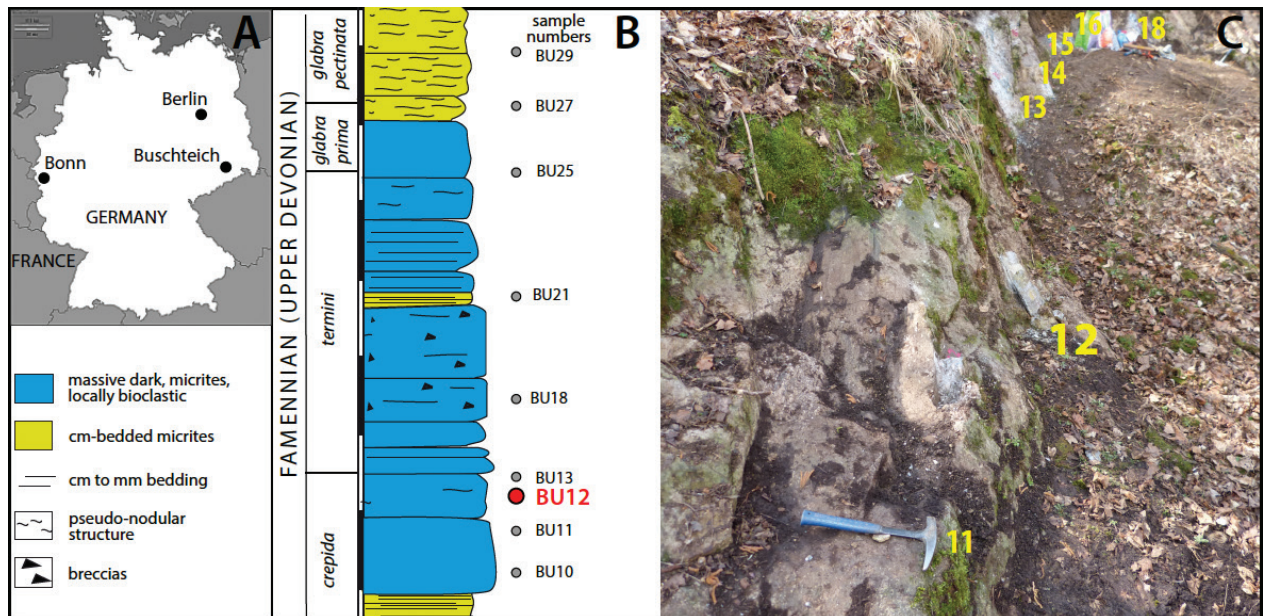 A
Berlin
Bonn
Buschteich
GERMANY
FRANCE
massive dark, micrites,
locally bioclastic
cm-bedded micrites
cm to mm bedding
pseudo-nodular
structure
breccias
FAMENNIAN (UPPER DEVONIAN)
glabra
pectinata
glabra
prima
termini
crepida
sample
numbers
B
BU29
BU27
BU25
BU21
BU18
BU13
BU12
BU11
BU10
C
16
18
15
14
13
12
11